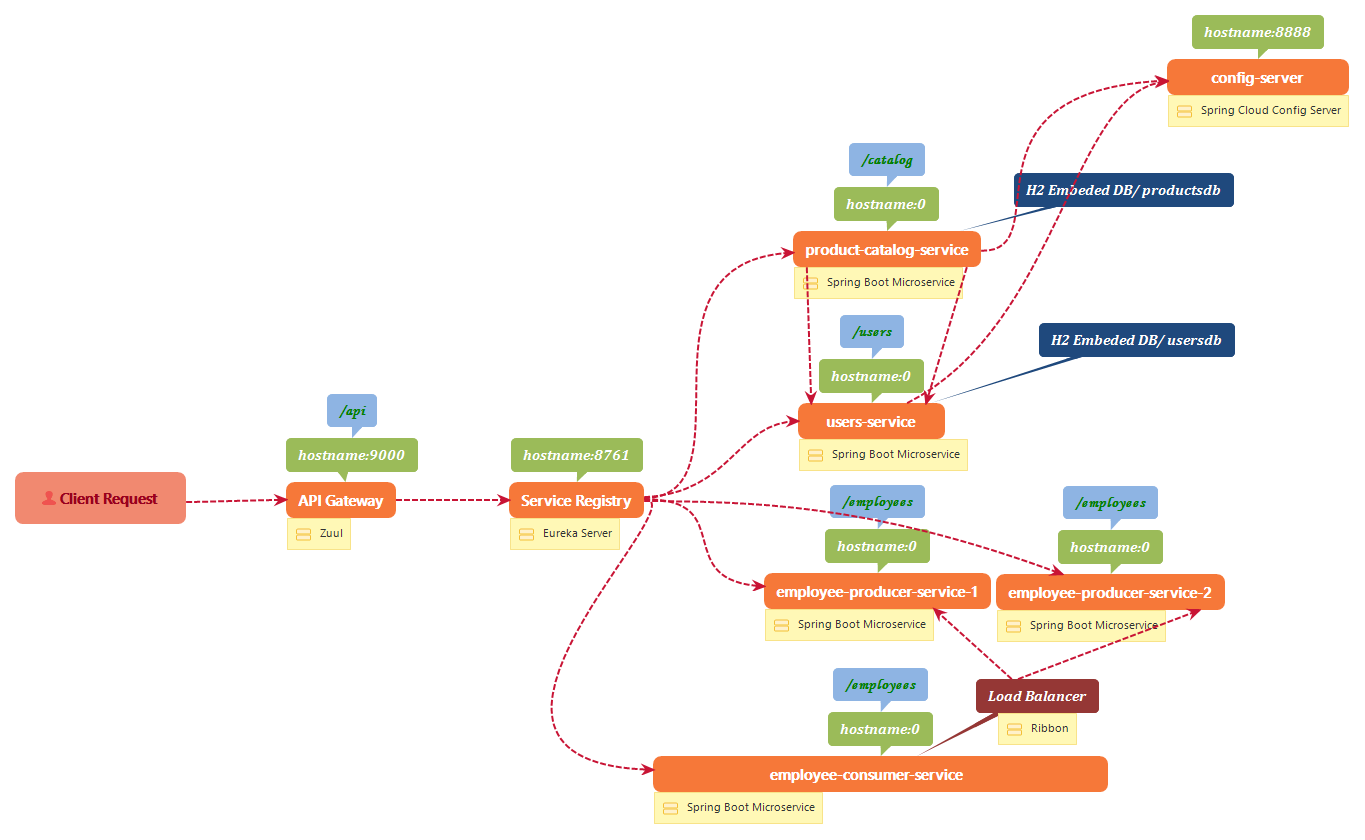 hostname:8888
config-server
Spring Cloud Config Server
/catalog
H2 Embeded DB/ productsdb
hostname:0
product-catalog-service
Spring Boot Microservice
/users
H2 Embeded DB/ usersdb
hostname:0
users-service
Spring Boot Microservice
/api
hostname:9000
API Gateway
Zuul
hostname:8761
Service Registry
Eureka Server
Client Request
/employees
hostname:0
employee-producer-service-1
Spring Boot Microservice
/employees
hostname:0
employee-producer-service-2
Spring Boot Microservice
/employees
hostname:0
Load Balancer
Ribbon
employee-consumer-service
Spring Boot Microservice